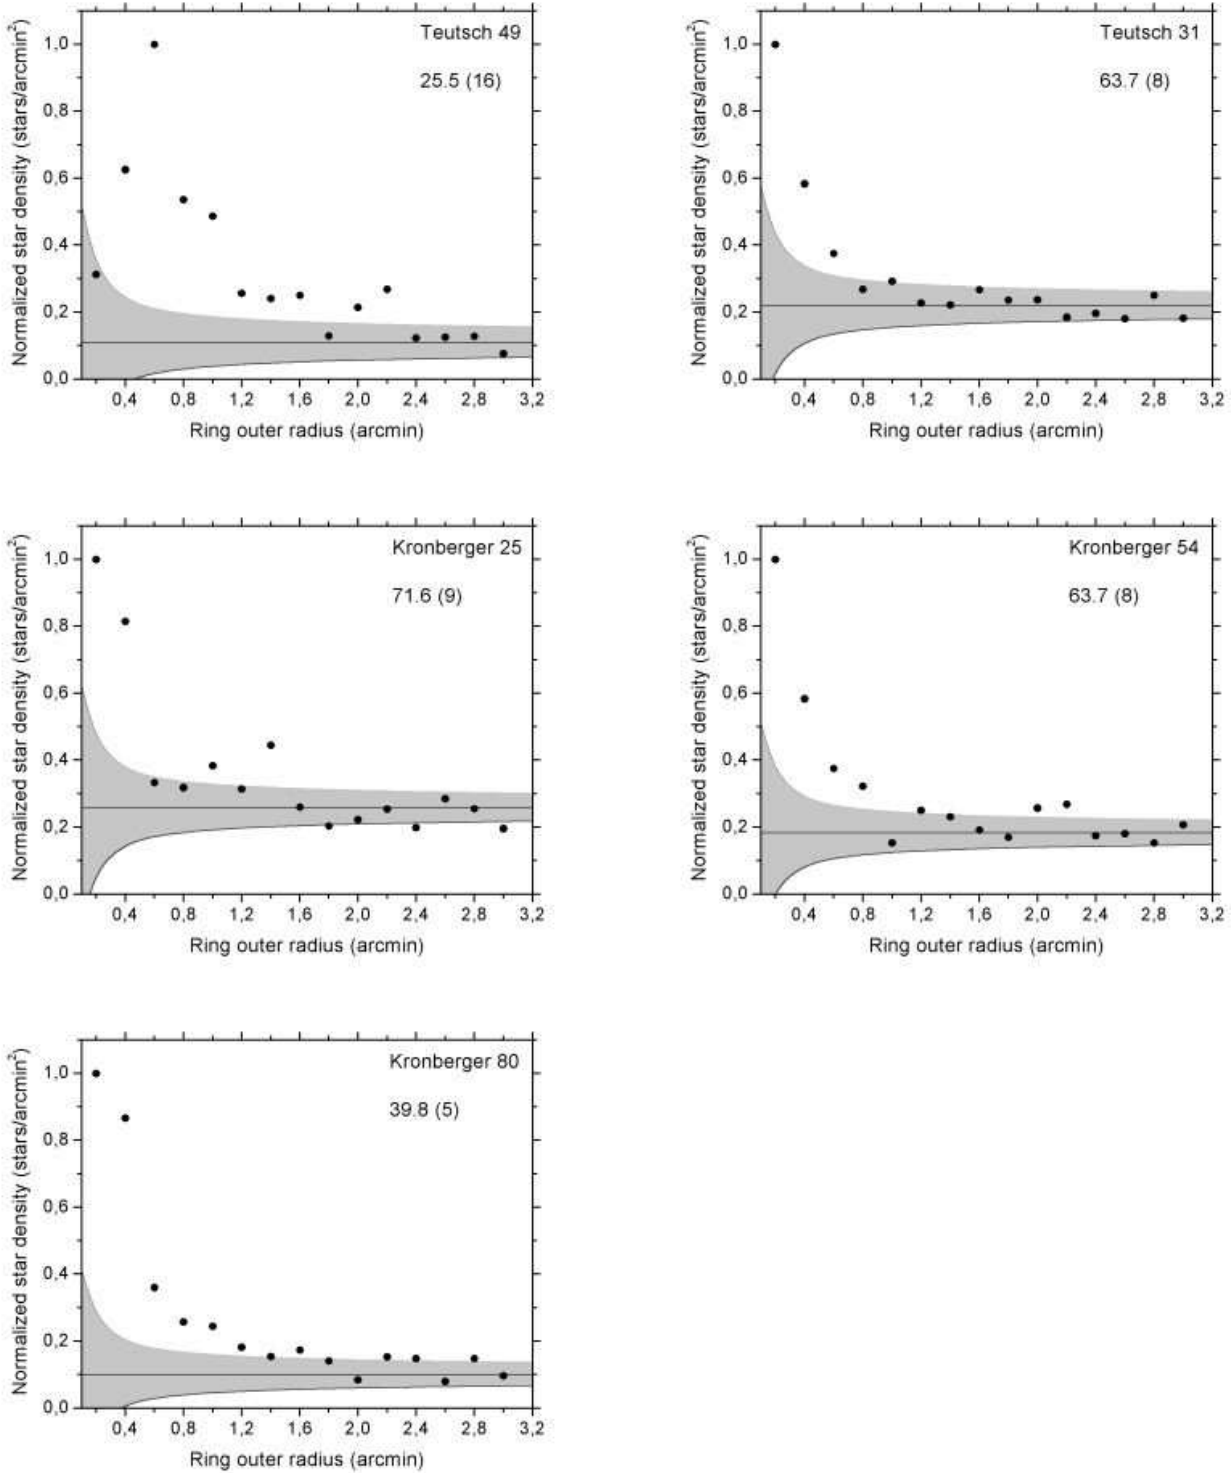 Teutsch 49
25.5 (16)
Normalized star density (stars/arcmin²)
1,0
0,8
0,6
0,4
0,2
0,0
0,4 0,8 1,2 1,6 2,0 2,4 2,8 3,2
Ring outer radius (arcmin)
Teutsch 31
63.7 (8)
Normalized star density (stars/arcmin²)
1,0
0,8
0,6
0,4
0,2
0,0
0,4 0,8 1,2 1,6 2,0 2,4 2,8 3,2
Ring outer radius (arcmin)
Kronberger 25
71.6 (9)
Normalized star density (stars/arcmin²)
1,0
0,8
0,6
0,4
0,2
0,0
0,4 0,8 1,2 1,6 2,0 2,4 2,8 3,2
Ring outer radius (arcmin)
Kronberger 54
63.7 (8)
Normalized star density (stars/arcmin²)
1,0
0,8
0,6
0,4
0,2
0,0
0,4 0,8 1,2 1,6 2,0 2,4 2,8 3,2
Ring outer radius (arcmin)
Kronberger 80
39.8 (5)
Normalized star density (stars/arcmin²)
1,0
0,8
0,6
0,4
0,2
0,0
0,4 0,8 1,2 1,6 2,0 2,4 2,8 3,2
Ring outer radius (arcmin)